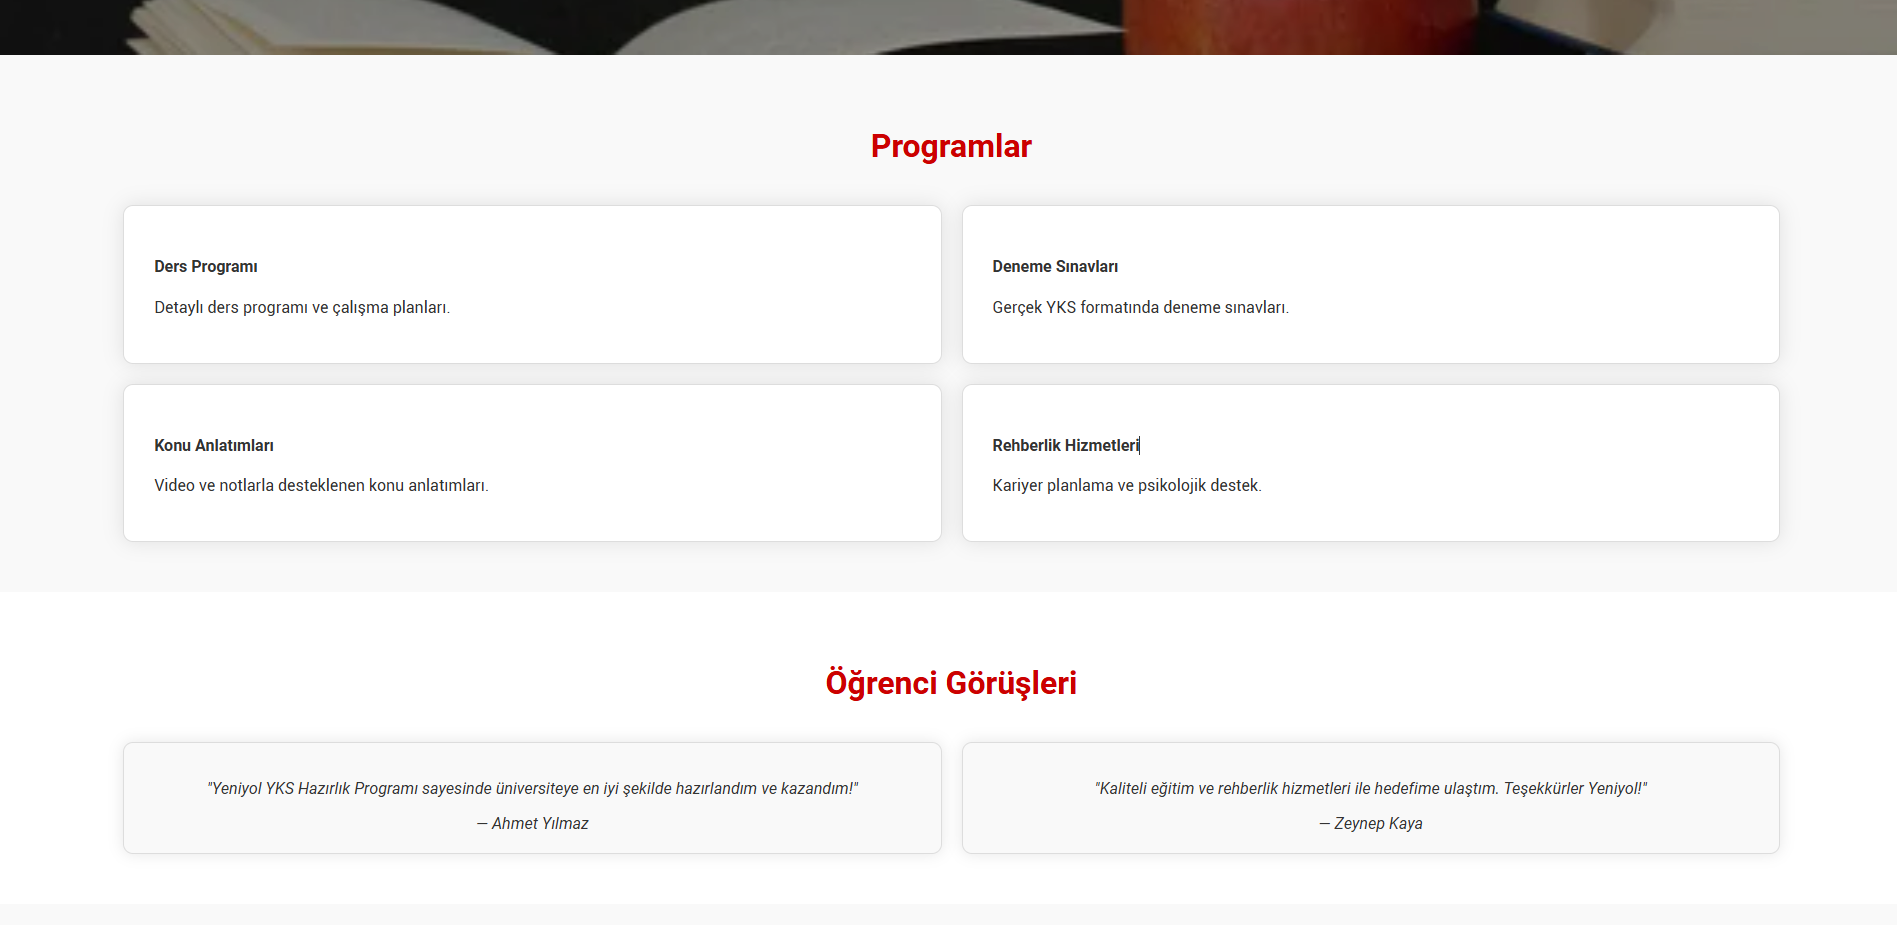 Programlar
Ders Programı
Detaylı ders programı ve çalışma planları.
Deneme Sınavları
Gerçek YKS formatında deneme sınavları.
Konu Anlatımları
Video ve notlarla desteklenen konu anlatımları.
Rehberlik Hizmetleri
Kariyer planlama ve psikolojik destek.
Öğrenci Görüşleri
"Yeniyol YKS Hazırlık Programı sayesinde üniversiteye en iyi şekilde hazırlandım ve kazandım!"
— Ahmet Yılmaz
"Kaliteli eğitim ve rehberlik hizmetleri ile hedefime ulaştım. Teşekkürler Yeniyol!"
— Zeynep Kaya